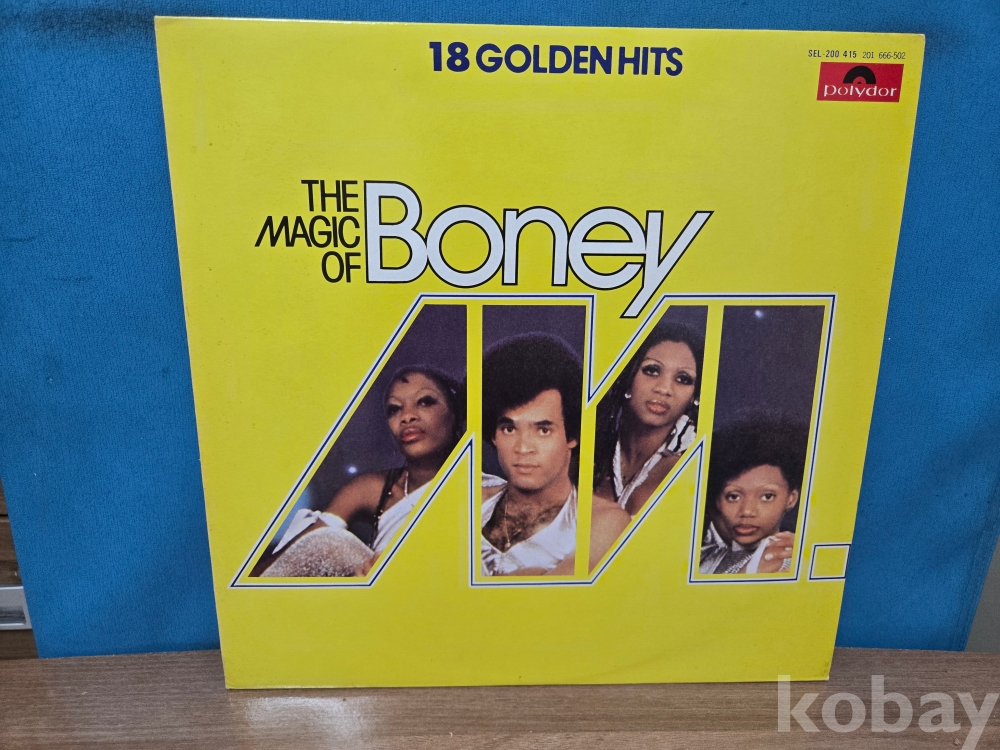 18 GOLDEN HITS
SEL-200 415 201 666-502
polydor
THE
MAGIC
OF
Boney
M.
kobay